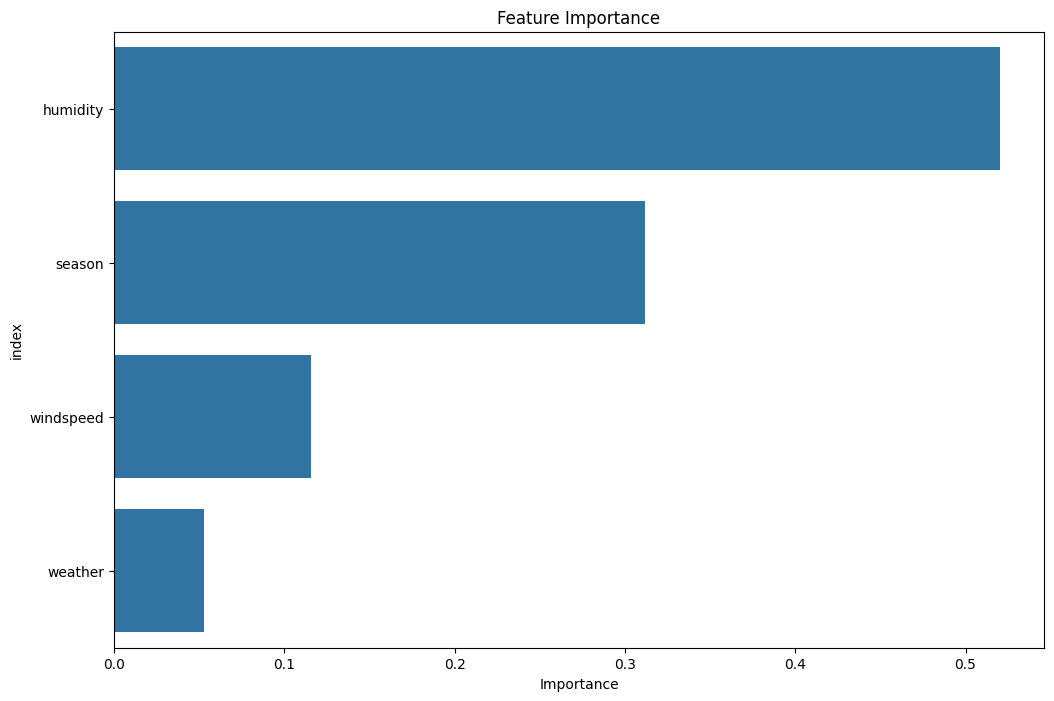 Feature Importance
humidity
season
windspeed
weather
index
0.0 0.1 0.2 0.3 0.4 0.5
Importance